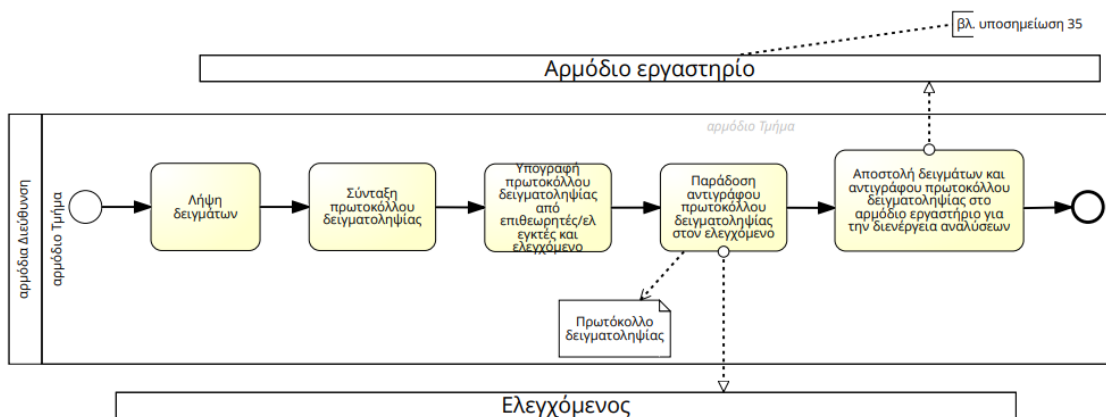 βλ. υποσημείωση 35
Αρμόδιο εργαστηρίο
αρμόδια Διεύθυνση
αρμόδιο Τμήμα
αρμόδιο Τμήμα
Λήψη
δειγμάτων
Σύνταξη
πρωτοκόλλου
δειγματοληψίας
Υπογραφή
πρωτοκόλλου
δειγματοληψίας
από
επιθεωρητές/ελ
εγκτές και
ελεγχόμενο
Παράδοση
αντιγράφου
πρωτοκόλλου
δειγματοληψίας
στον ελεγχόμενο
Αποστολή δειγμάτων και
αντιγράφου πρωτοκόλλου
δειγματοληψίας στο
αρμόδιο εργαστήριο για
την διενέργεια αναλύσεων
Πρωτόκολλο
δειγματοληψίας
Ελεγχόμενος